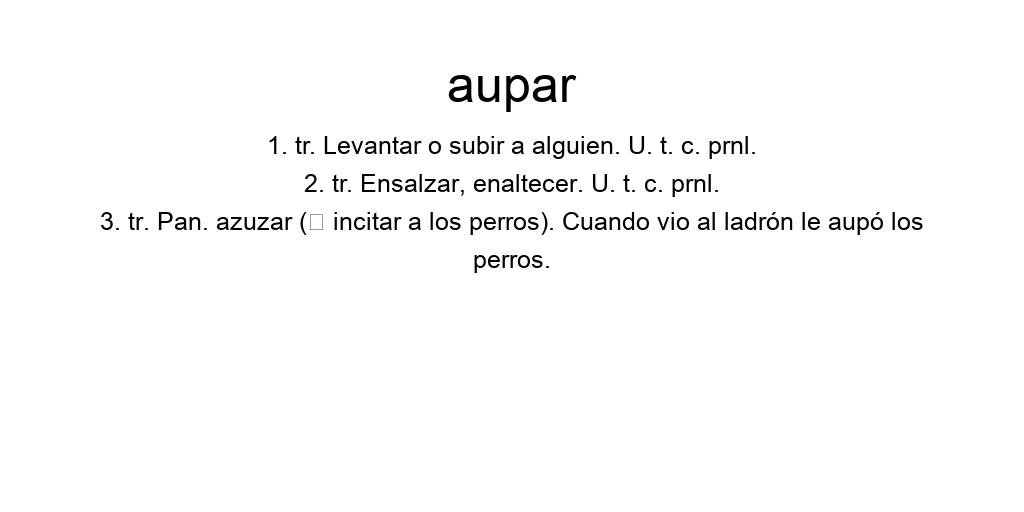 aupar
1. tr. Levantar o subir a alguien. U. t. c. prnl.
2. tr. Ensalzar, enaltecer. U. t. c. prnl.
3. tr. Pan. azuzar (▯ incitar a los perros). Cuando vio al ladrón le aupó los
perros.